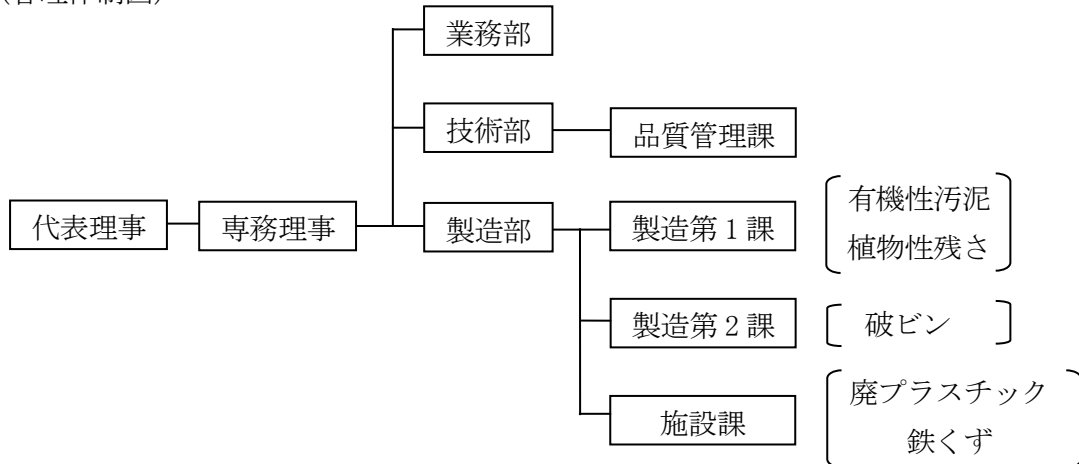 （管理体制図）
業務部
技術部
品質管理課
代表理事
専務理事
製造部
製造第１課
有機性汚泥
植物性残さ
製造第２課
破ビン
施設課
廃プラスチック
鉄くず